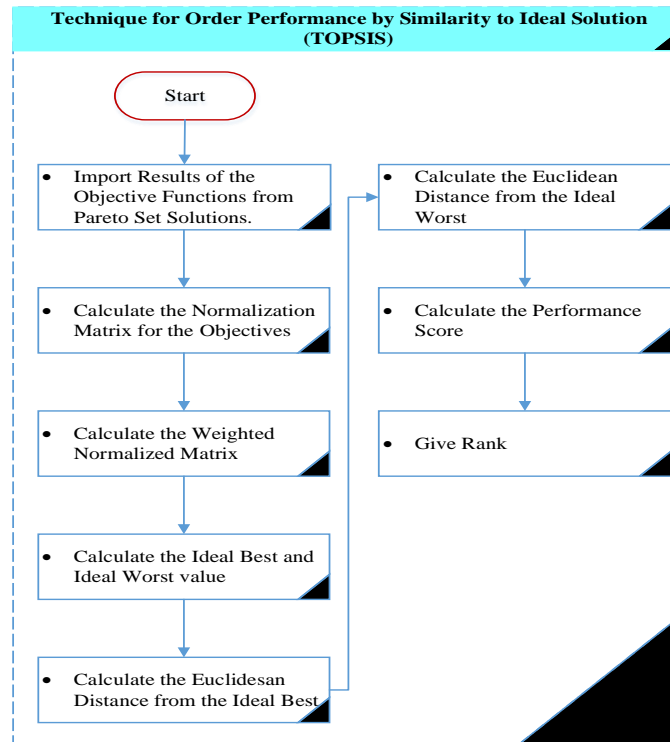 Technique for Order Performance by Similarity to Ideal Solution
(TOPSIS)
Start
• Import Results of the
Objective Functions from
Pareto Set Solutions.
• Calculate the Normalization
Matrix for the Objectives
• Calculate the Weighted
Normalized Matrix
• Calculate the Ideal Best and
Ideal Worst value
• Calculate the Euclidesan
Distance from the Ideal Best
• Calculate the Euclidean
Distance from the Ideal
Worst
• Calculate the Performance
Score
• Give Rank